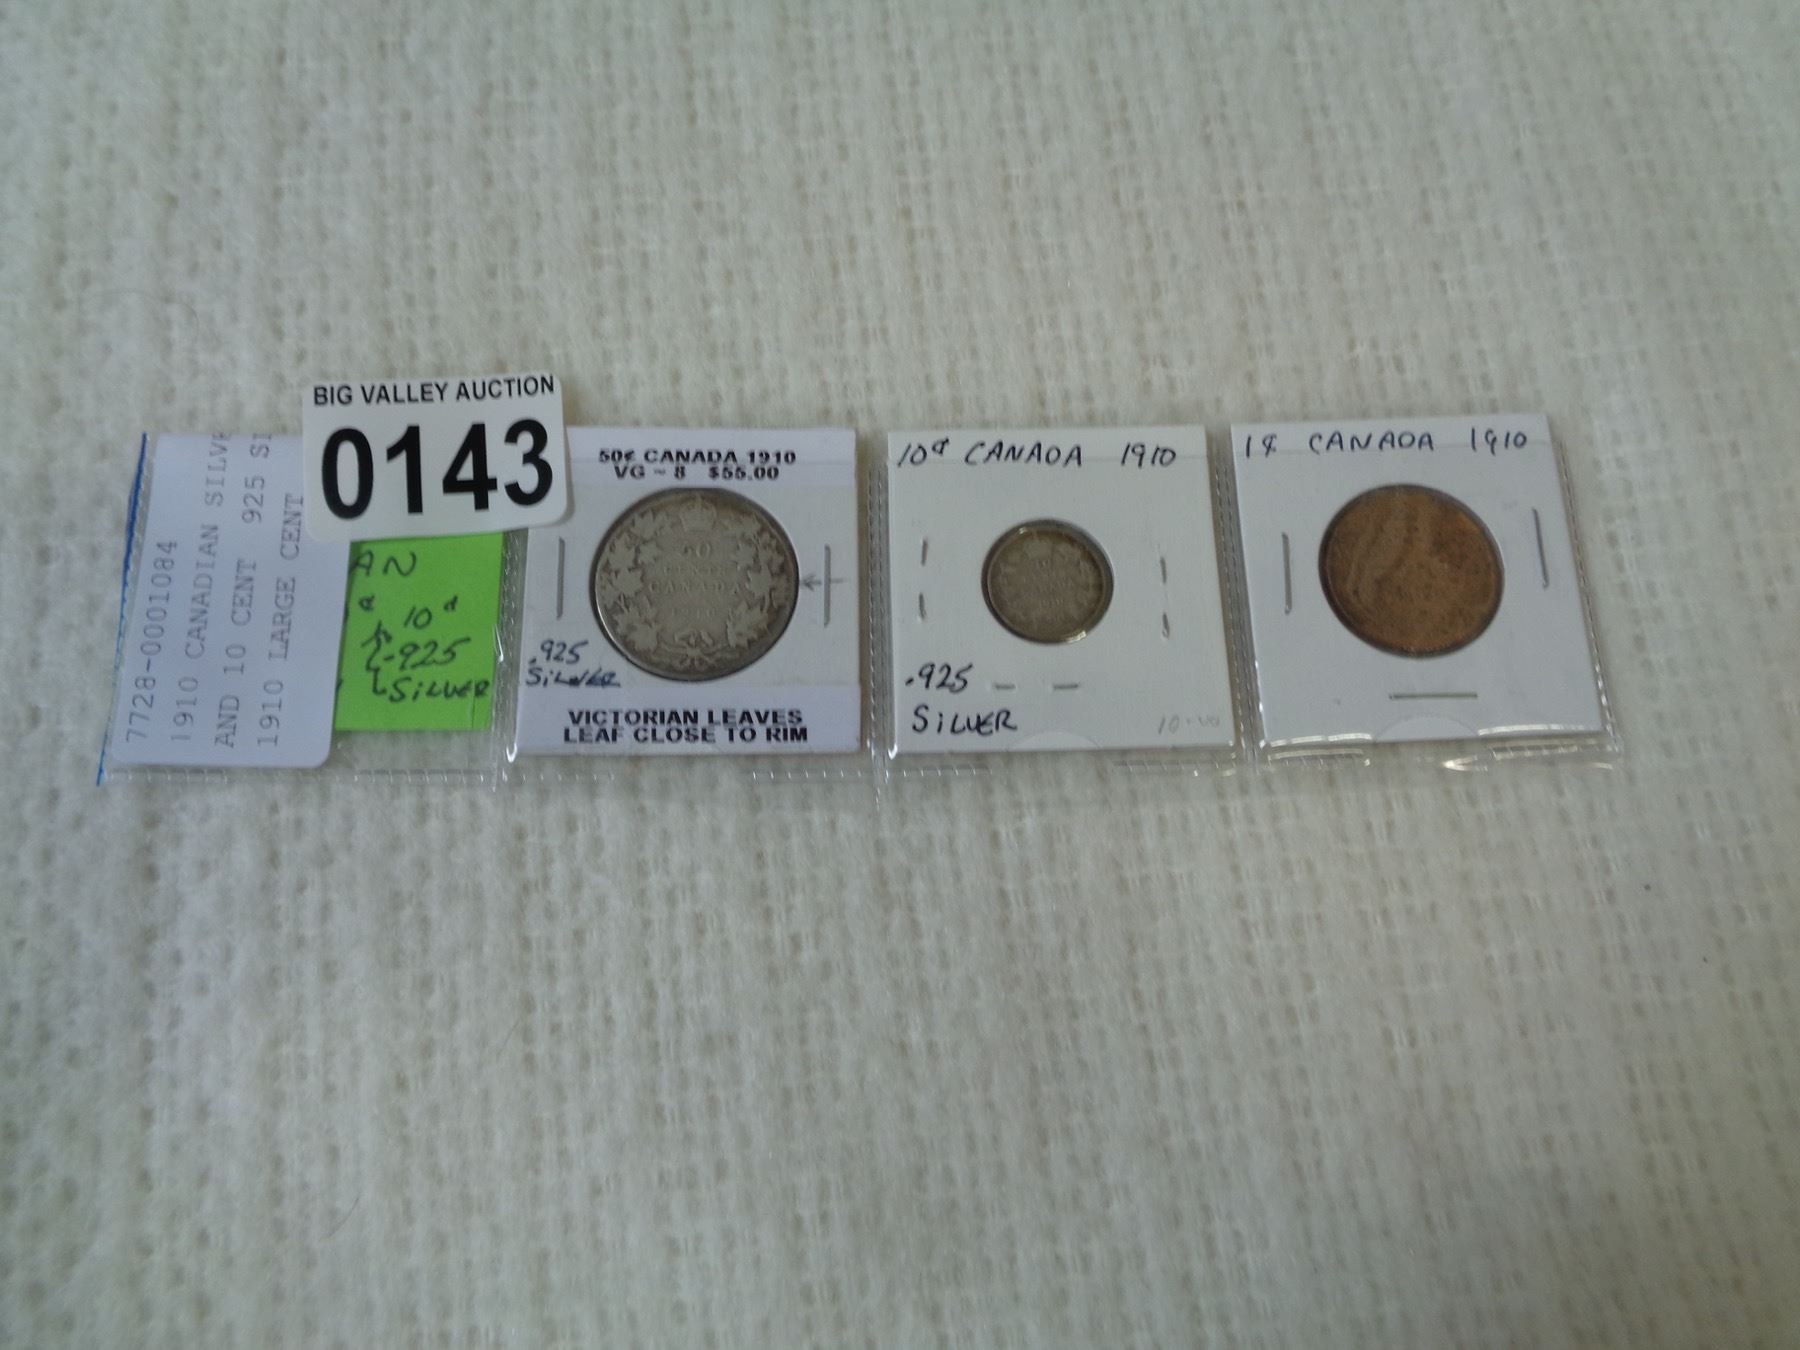 BIG VALLEY AUCTION
0143
7728-0001084
1910 CANADIAN SILVE
AND 10 CENT 925 SI
1910 LARGE CENT
AN
10¢
.925
SILVER
50¢ CANADA 1910
VG - 8 $55.00
50
CANADA
.925
SILVER
VICTORIAN LEAVES
LEAF CLOSE TO RIM
10¢ CANADA 1910
.925
SILVER
1¢ CANADA 1910